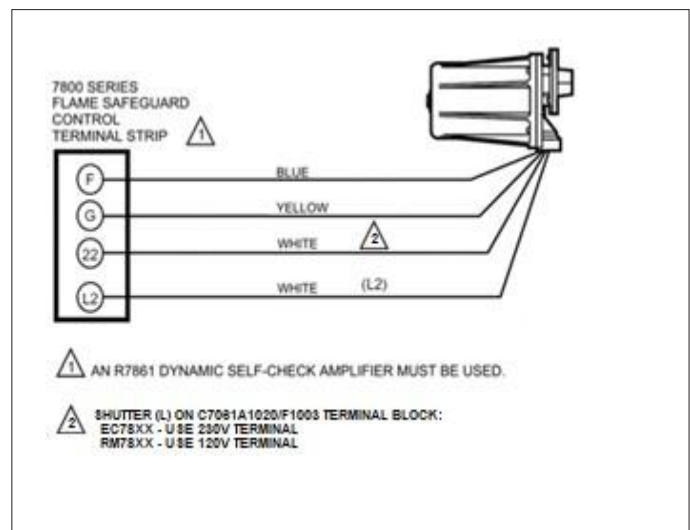 7800 SERIES
FLAME SAFEGUARD
CONTROL
TERMINAL STRIP 1
F BLUE
G YELLOW
22 WHITE 2
L2 WHITE (L2)
1 AN R7861 DYNAMIC SELF-CHECK AMPLIFIER MUST BE USED.
2 SHUTTER (L) ON C7061A1020/F1003 TERMINAL BLOCK:
EC78XX - USE 230V TERMINAL
RM78XX - USE 120V TERMINAL